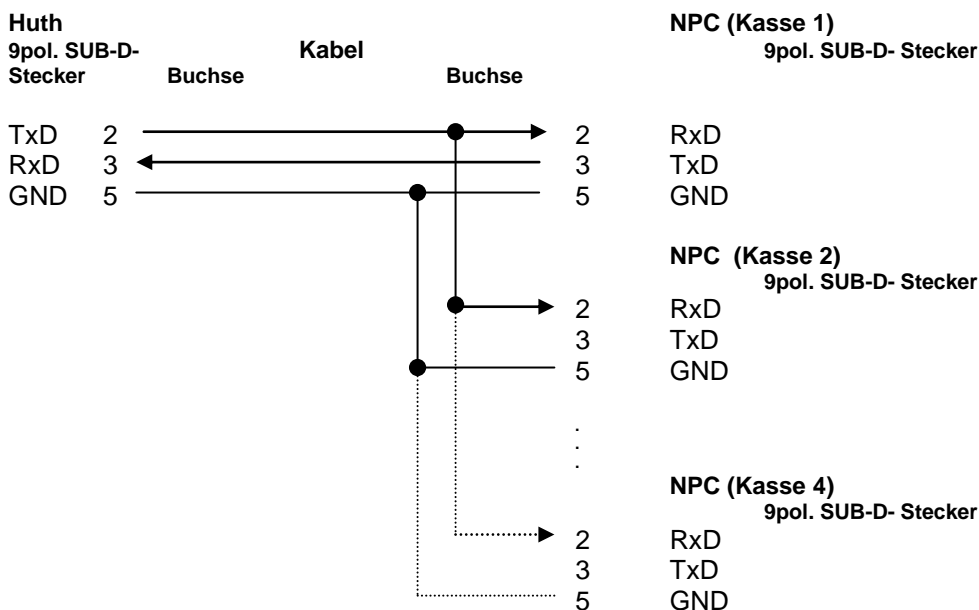 Huth NPC (Kasse 1)
9pol. SUB-D- Kabel 9pol. SUB-D- Stecker
Stecker Buchse Buchse
TxD 2 2 RxD
RxD 3 3 TxD
GND 5 5 GND
NPC (Kasse 2)
9pol. SUB-D- Stecker
2 RxD
3 TxD
5 GND
.
.
.
NPC (Kasse 4)
9pol. SUB-D- Stecker
2 RxD
3 TxD
5 GND